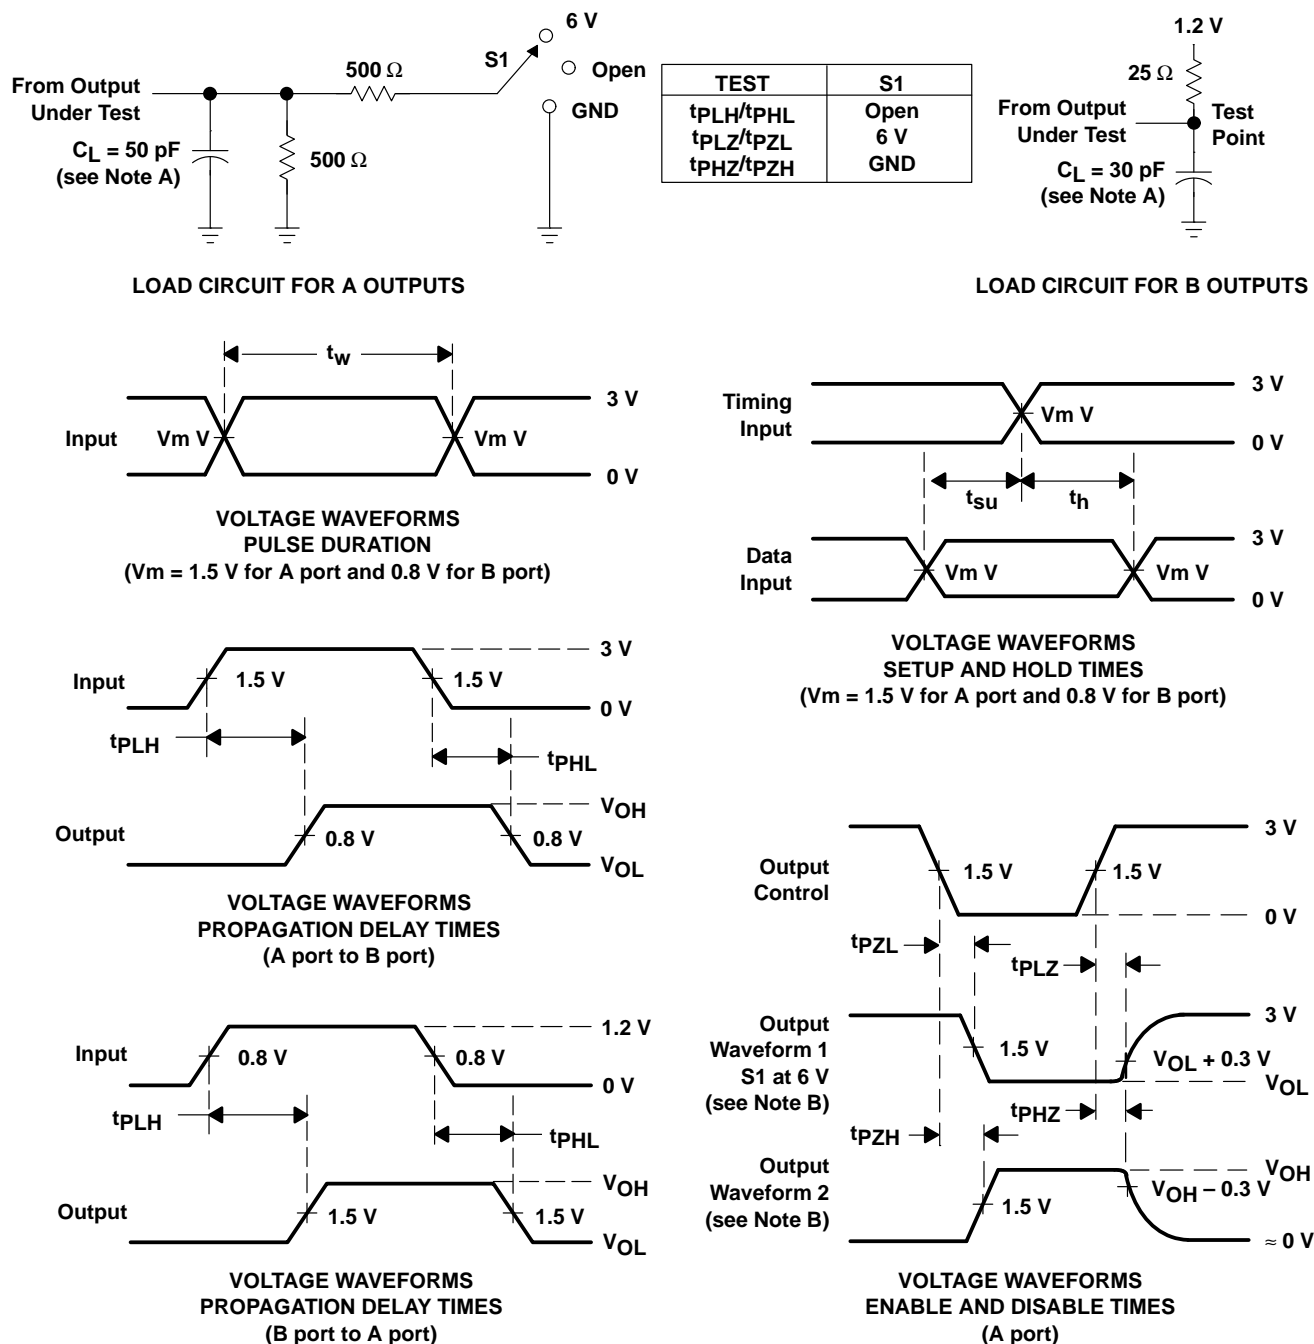 6 V
S1
500 Ω
Open
From Output
Under Test
GND
CL = 50 pF
(see Note A)
500 Ω
LOAD CIRCUIT FOR A OUTPUTS
TEST S1
tPLH/tPHL Open
tPLZ/tPZL 6 V
tPHZ/tPZH GND
1.2 V
25 Ω
From Output
Under Test
Test
Point
CL = 30 pF
(see Note A)
LOAD CIRCUIT FOR B OUTPUTS
tw
3 V
Input
Vm V
Vm V
0 V
VOLTAGE WAVEFORMS
PULSE DURATION
(Vm = 1.5 V for A port and 0.8 V for B port)
3 V
Timing
Input
Vm V
0 V
tsu
th
3 V
Data
Input
Vm V
Vm V
0 V
VOLTAGE WAVEFORMS
SETUP AND HOLD TIMES
(Vm = 1.5 V for A port and 0.8 V for B port)
3 V
Input
1.5 V
1.5 V
0 V
tPLH
tPHL
VOH
Output
0.8 V
0.8 V
VOL
VOLTAGE WAVEFORMS
PROPAGATION DELAY TIMES
(A port to B port)
1.2 V
Input
0.8 V
0.8 V
0 V
tPLH
tPHL
VOH
Output
1.5 V
1.5 V
VOL
VOLTAGE WAVEFORMS
PROPAGATION DELAY TIMES
(B port to A port)
3 V
Output
Control
1.5 V
1.5 V
0 V
tPZL
tPLZ
3 V
Output
Waveform 1
S1 at 6 V
(see Note B)
1.5 V
VOL + 0.3 V
VOL
tPHZ
tPZH
VOH
Output
Waveform 2
(see Note B)
1.5 V
VOH – 0.3 V
≈ 0 V
VOLTAGE WAVEFORMS
ENABLE AND DISABLE TIMES
(A port)